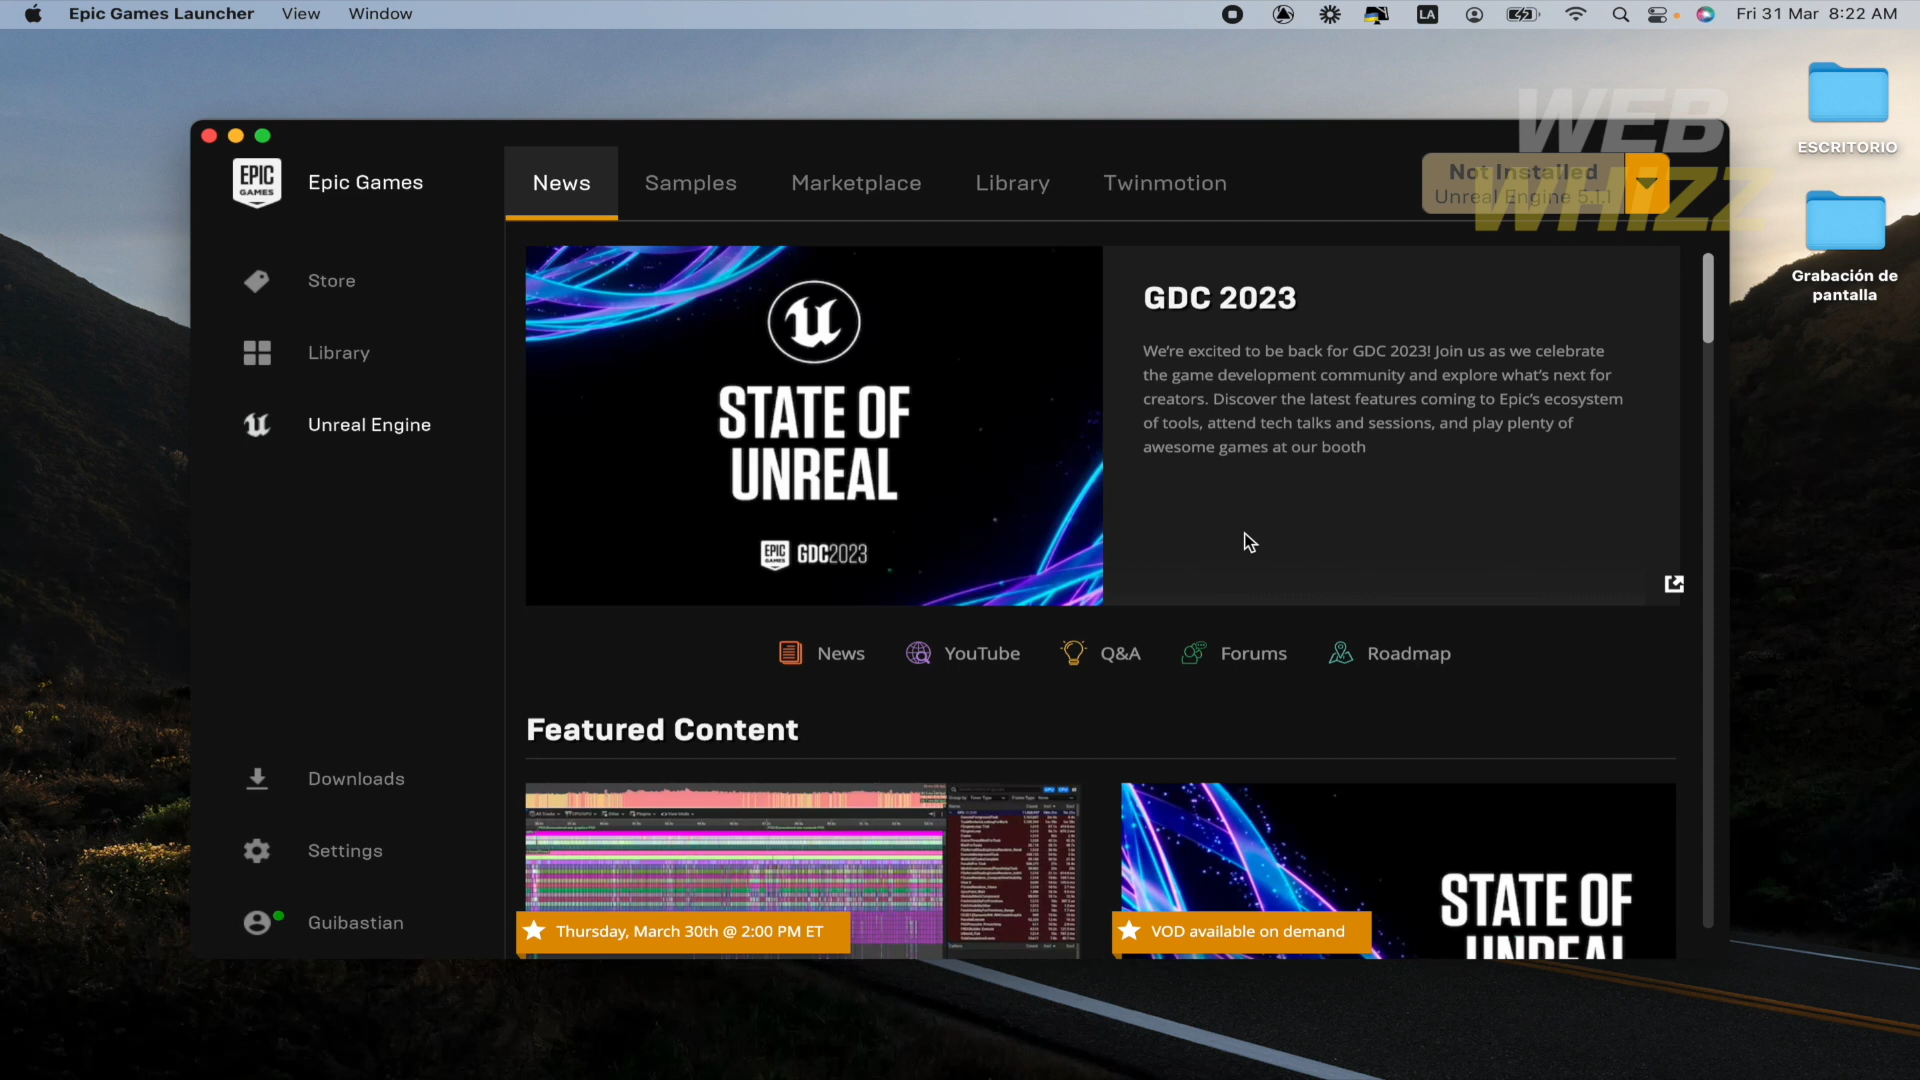 Epic Games Launcher View Window
LA Fri 31 Mar 8:22 AM
WEB
WHIZZ
ESCRITORIO
Grabación de
pantalla
EPIC
GAMES
Epic Games
News Samples Marketplace Library Twinmotion
Not Installed
Unreal Engine 5.1.1
Store
Library
Unreal Engine
STATE OF
UNREAL
EPIC
GAMES
GDC2023
GDC 2023
We're excited to be back for GDC 2023! Join us as we celebrate
the game development community and explore what's next for
creators. Discover the latest features coming to Epic's ecosystem
of tools, attend tech talks and sessions, and play plenty of
awesome games at our booth
News YouTube Q&A Forums Roadmap
Featured Content
Thursday, March 30th @ 2:00 PM ET
VOD available on demand
STATE OF
UNREAL
Downloads
Settings
Guibastian